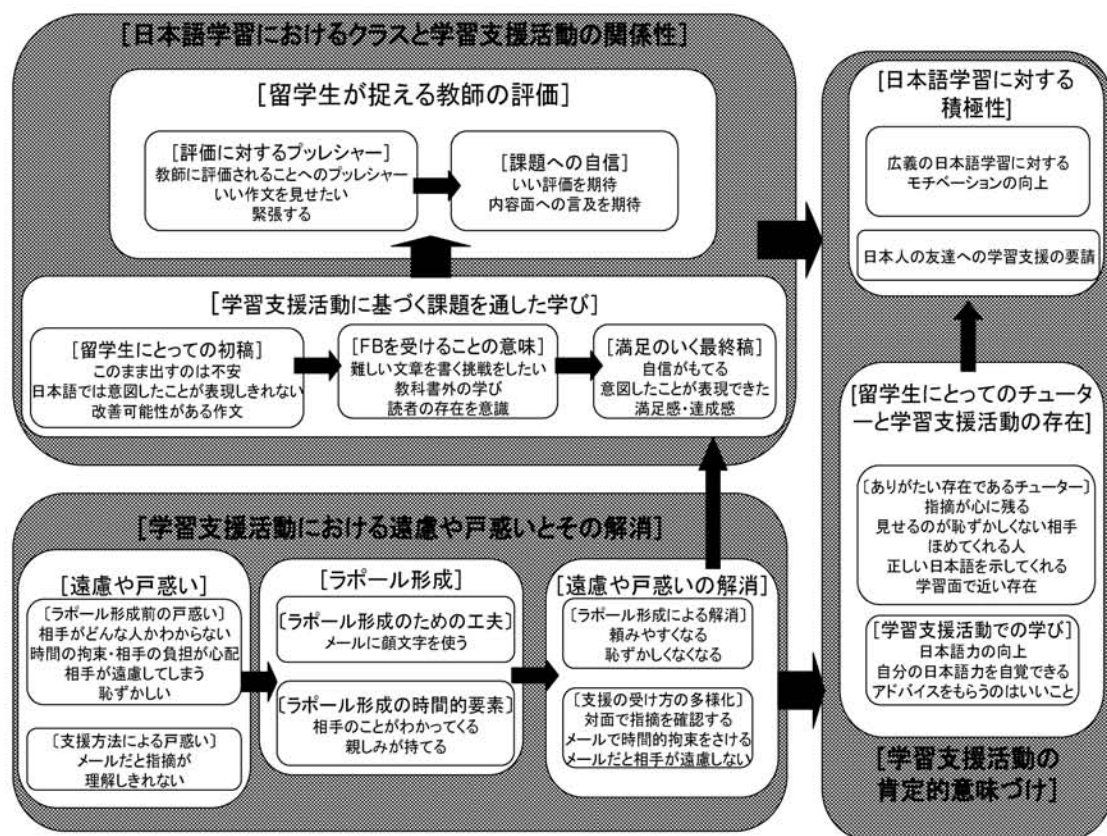 [日本語学習におけるクラスと学習支援活動の関係性]
[留学生が捉える教師の評価]
[評価に対するプッレシャー]
教師に評価されることへのプッレシャー
いい作文を見せたい
緊張する
[課題への自信]
いい評価を期待
内容面への言及を期待
[学習支援活動に基づく課題を通した学び]
[留学生にとっての初稿]
このまま出すのは不安
日本語では意図したことが表現しきれない
改善可能性がある作文
[FBを受けることの意味]
難しい文章を書く挑戦をしたい
教科書外の学び
読者の存在を意識
[満足のいく最終稿]
自信がもてる
意図したことが表現できた
満足感・達成感
[学習支援活動における遠慮や戸惑いとその解消]
[遠慮や戸惑い]
[ラポール形成前の戸惑い]
相手がどんな人かわからない
時間の拘束・相手の負担が心配
相手が遠慮してしまう
恥ずかしい
[支援方法による戸惑い]
メールだと指摘が
理解しきれない
[ラポール形成]
[ラポール形成のための工夫]
メールに顔文字を使う
[ラポール形成の時間的要素]
相手のことがわかってくる
親しみが持てる
[遠慮や戸惑いの解消]
[ラポール形成による解消]
頼みやすくなる
恥ずかしくなくなる
[支援の受け方の多様化]
対面で指摘を確認する
メールで時間的拘束をさける
メールだと相手が遠慮しない
[日本語学習に対する
積極性]
広義の日本語学習に対する
モチベーションの向上
日本人の友達への学習支援の要請
[留学生にとってのチュータ
ーと学習支援活動の存在]
[ありがたい存在であるチューター]
指摘が心に残る
見せるのが恥ずかしくない相手
ほめてくれる人
正しい日本語を示してくれる
学習面で近い存在
[学習支援活動での学び]
日本語力の向上
自分の日本語力を自覚できる
アドバイスをもらうのはいいこと
[学習支援活動の
肯定的意味づけ]